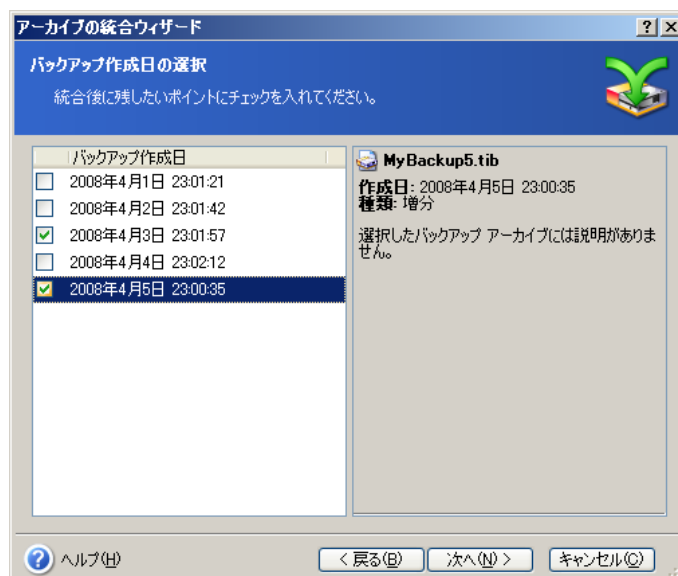 アーカイブの統合ウィザード
バックアップ作成日の選択
統合後に残したいポイントにチェックを入れてください。
バックアップ作成日
2008年4月1日 23:01:21
2008年4月2日 23:01:42
2008年4月3日 23:01:57
2008年4月4日 23:02:12
2008年4月5日 23:00:35
MyBackup5.tib
作成日: 2008年4月5日 23:00:35
種類: 増分
選択したバックアップ アーカイブには説明がありま
せん。
ヘルプ(H)
< 戻る(B)
次へ(N) >
キャンセル(C)